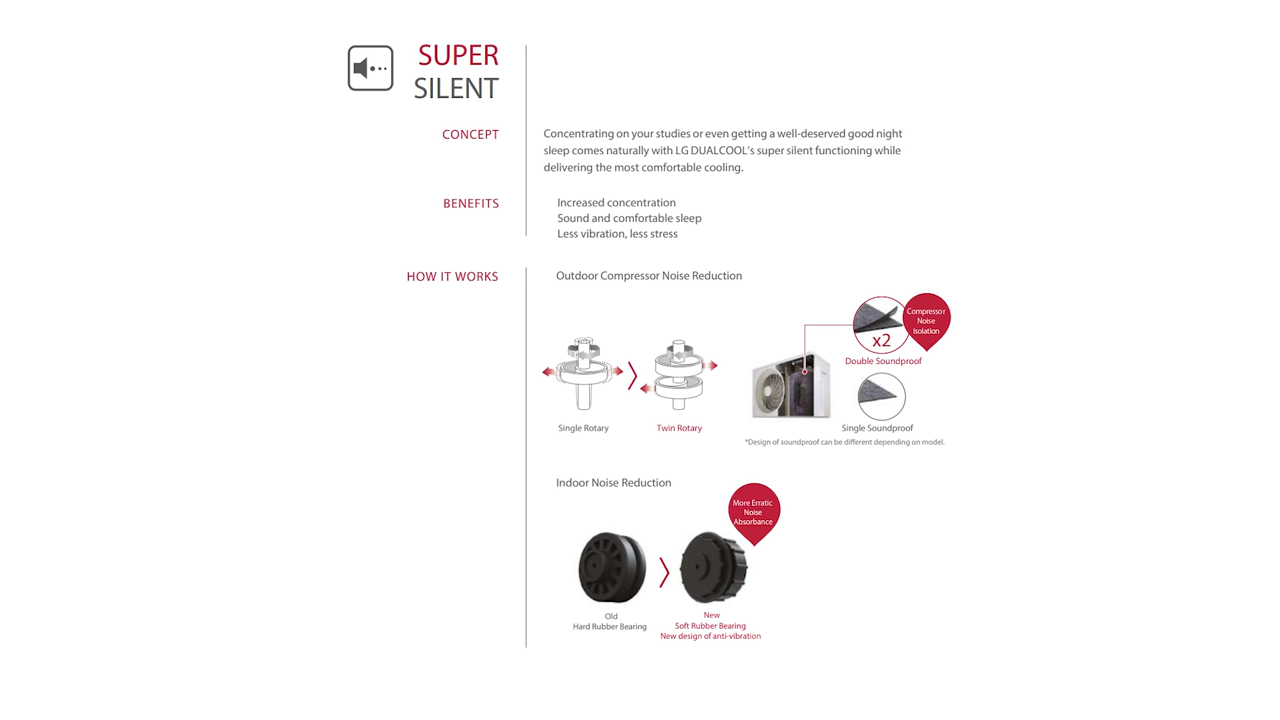 SUPER
SILENT
CONCEPT
Concentrating on your studies or even getting a well-deserved good night
sleep comes naturally with LG DUALCOOL's super silent functioning while
delivering the most comfortable cooling.
BENEFITS
Increased concentration
Sound and comfortable sleep
Less vibration, less stress
HOW IT WORKS
Outdoor Compressor Noise Reduction
Compressor
Noise
Isolation
x2
Double Soundproof
Single Rotary
Twin Rotary
Single Soundproof
*Design of soundproof can be different depending on model.
Indoor Noise Reduction
More Erratic
Noise
Absorbance
Old
Hard Rubber Bearing
New
Soft Rubber Bearing
New design of anti-vibration